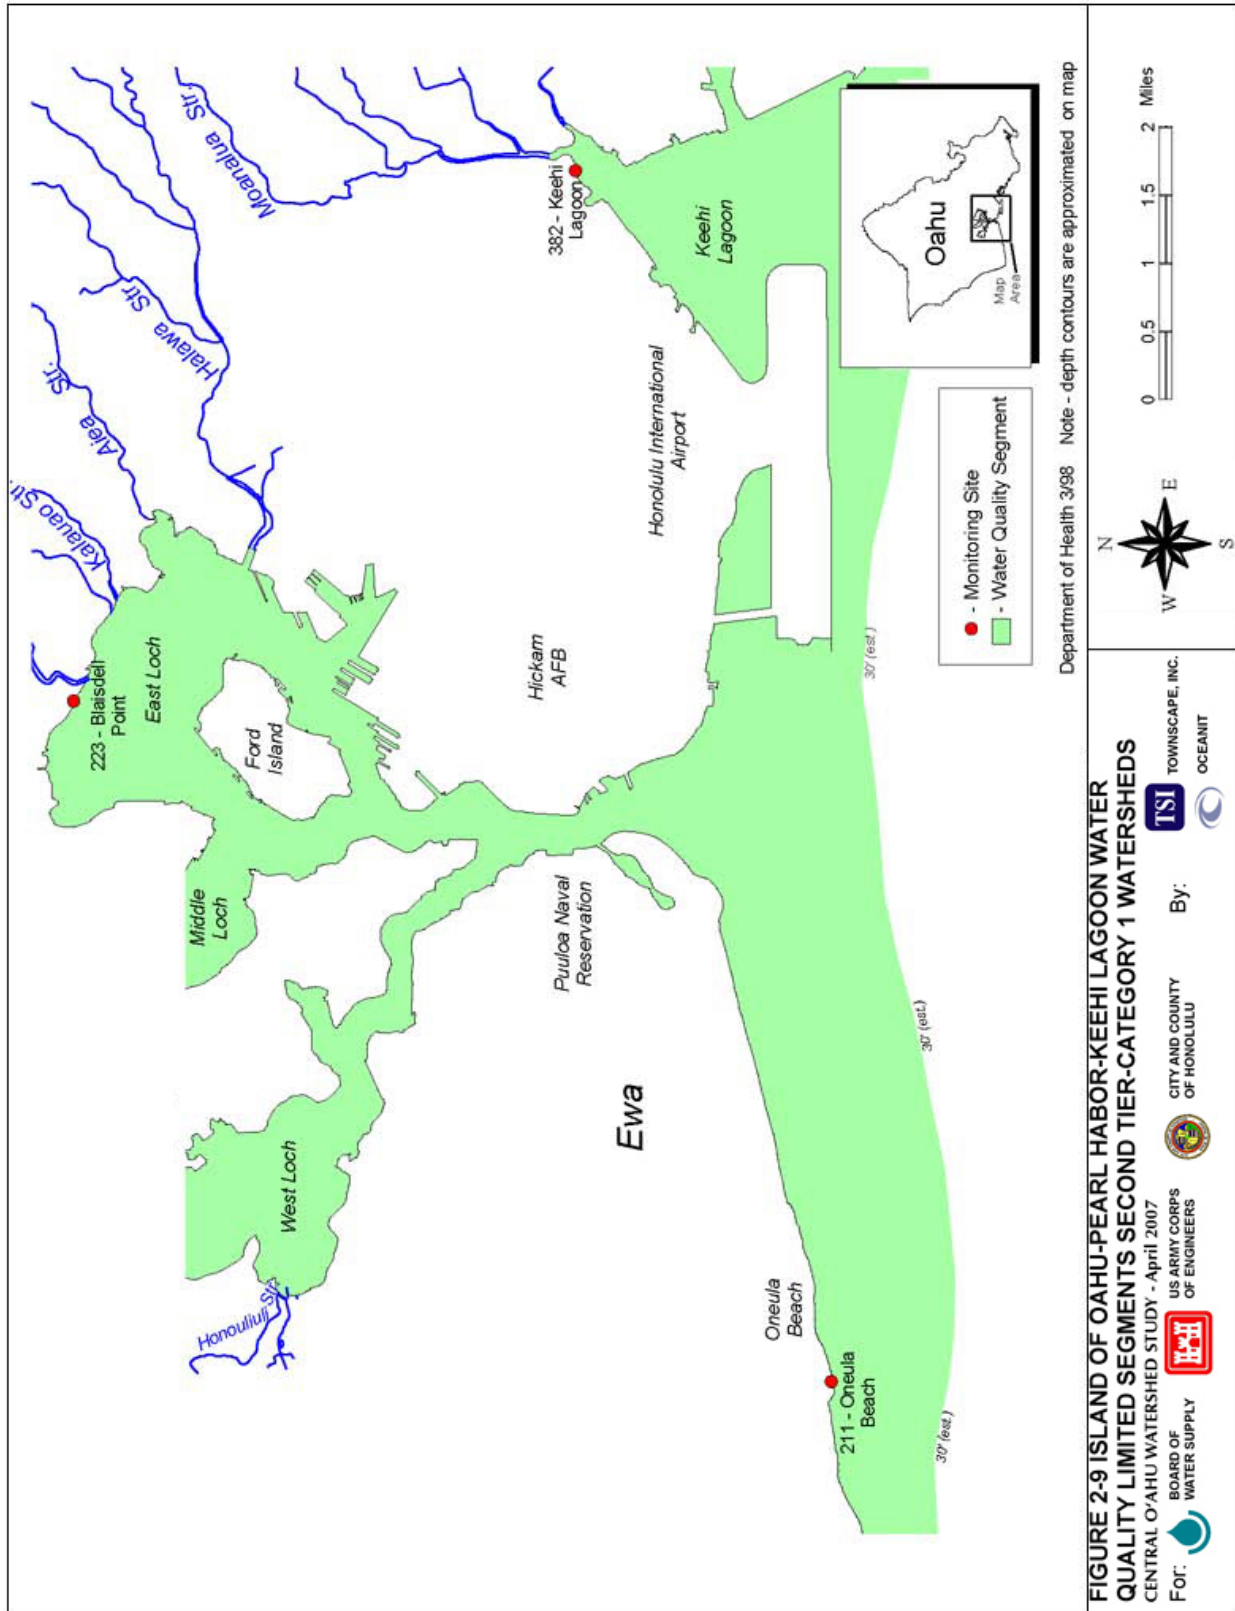 Moanalua Str.
Halawa Str.
Aiea Str.
Kalauao Str.
382 - Keehi
Lagoon
Keehi
Lagoon
223 - Blaisdell
Point
East Loch
Ford
Island
Middle
Loch
West Loch
Honouliuli Str.
Honolulu International
Airport
Hickam
AFB
Puuloa Naval
Reservation
Ewa
Oneula
Beach
211 - Oneula
Beach
30' (est.)
30' (est.)
30' (est.)
Oahu
Map
Area
- Monitoring Site
- Water Quality Segment
Department of Health 3/98 Note - depth contours are approximated on map
0 0.5 1 1.5 2 Miles
N
W E
S
FIGURE 2-9 ISLAND OF OAHU-PEARL HABOR-KEEHI LAGOON WATER
QUALITY LIMITED SEGMENTS SECOND TIER-CATEGORY 1 WATERSHEDS
CENTRAL O'AHU WATERSHED STUDY - April 2007
For:
BOARD OF
WATER SUPPLY
US ARMY CORPS
OF ENGINEERS
CITY AND COUNTY
OF HONOLULU
By:
TSI
TOWNSCAPE, INC.
OCEANIT